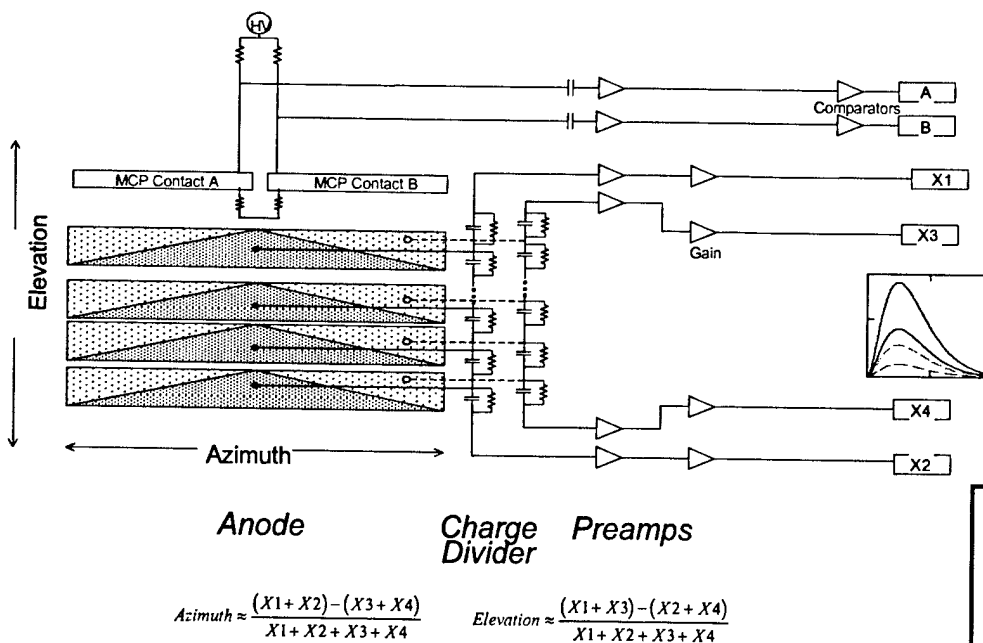 HV
A
Comparators
B
MCP Contact A
MCP Contact B
X1
X3
Gain
Elevation
X4
Azimuth
X2
Anode
Charge
Divider
Preamps
Azimuth ≈ (X1 + X2) − (X3 + X4) / X1 + X2 + X3 + X4
Elevation ≈ (X1 + X3) − (X2 + X4) / X1 + X2 + X3 + X4